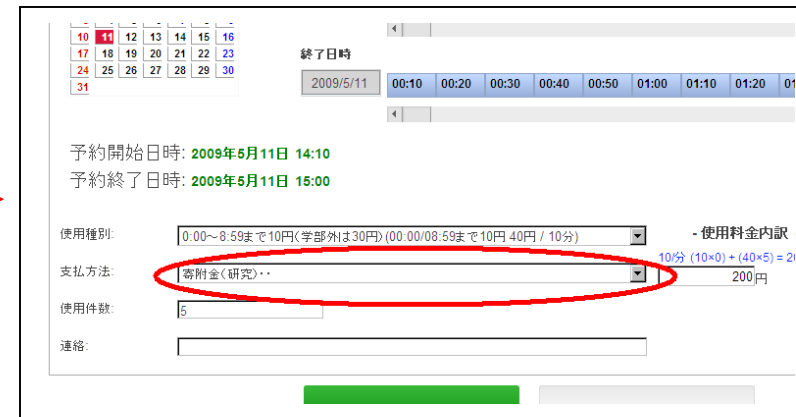 10 11 12 13 14 15 16
17 18 19 20 21 22 23
24 25 26 27 28 29 30
31
終了日時
2009/5/11 00:10 00:20 00:30 00:40 00:50 01:00 01:10 01:20 01
予約開始日時: 2009年5月11日 14:10
予約終了日時: 2009年5月11日 15:00
使用種別: 0:00～8:59まで10円(学部外は30円)(00:00/08:59まで10円 40円 / 10分)
- 使用料金内訳
10/分 (10×0) + (40×5) = 20
支払方法: 寄附金(研究)・・
200円
使用件数: 5
連絡: